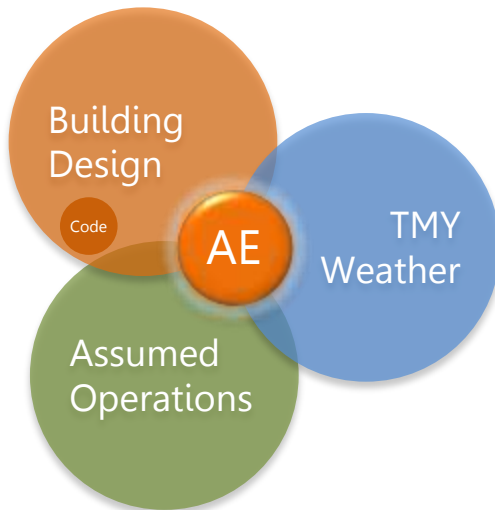 Building
Design
Code
AE
TMY
Weather
Assumed
Operations